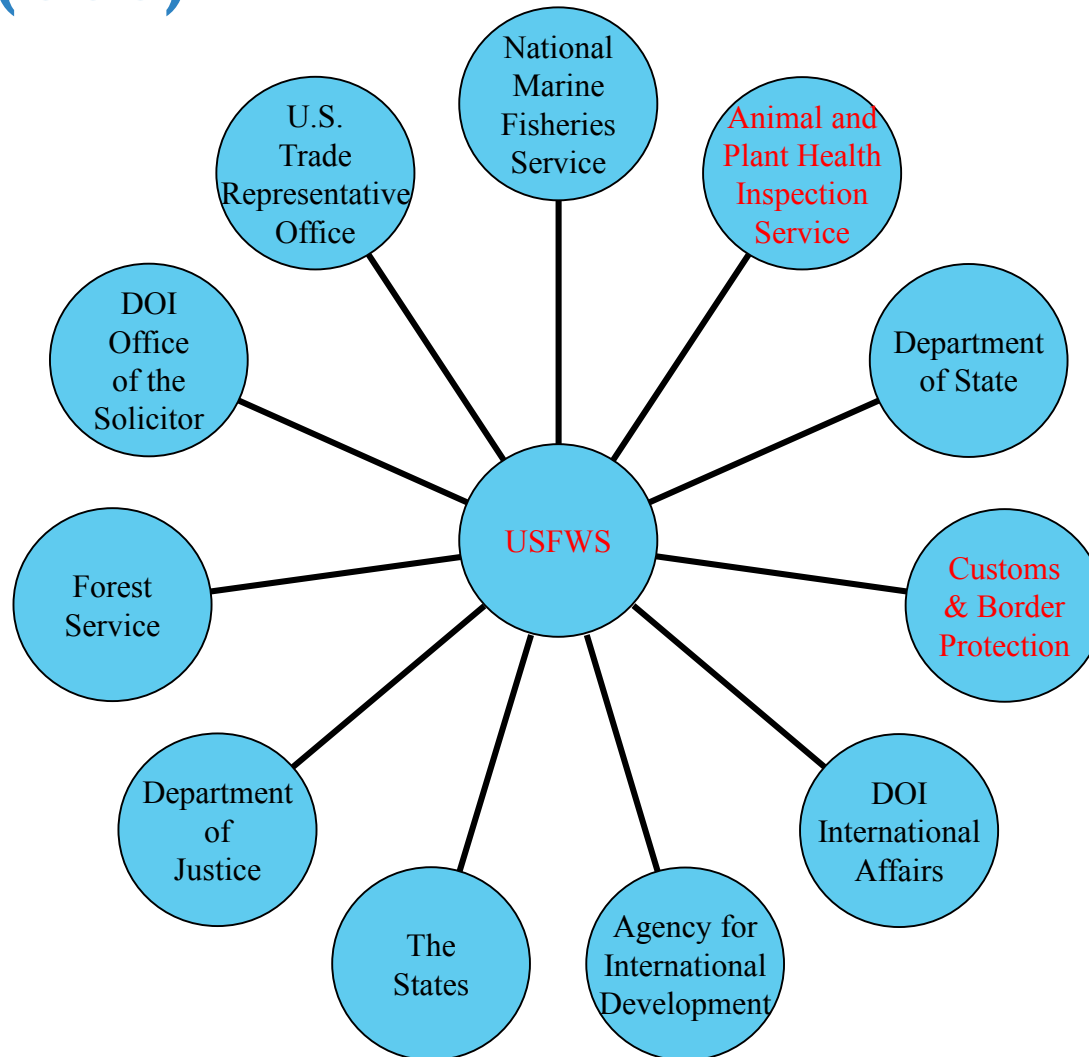 National
Marine
Fisheries
Service
U.S.
Trade
Representative
Office
Animal and
Plant Health
Inspection
Service
DOI
Office
of the
Solicitor
Department
of State
USFWS
Forest
Service
Customs
& Border
Protection
Department
of
Justice
DOI
International
Affairs
The
States
Agency for
International
Development